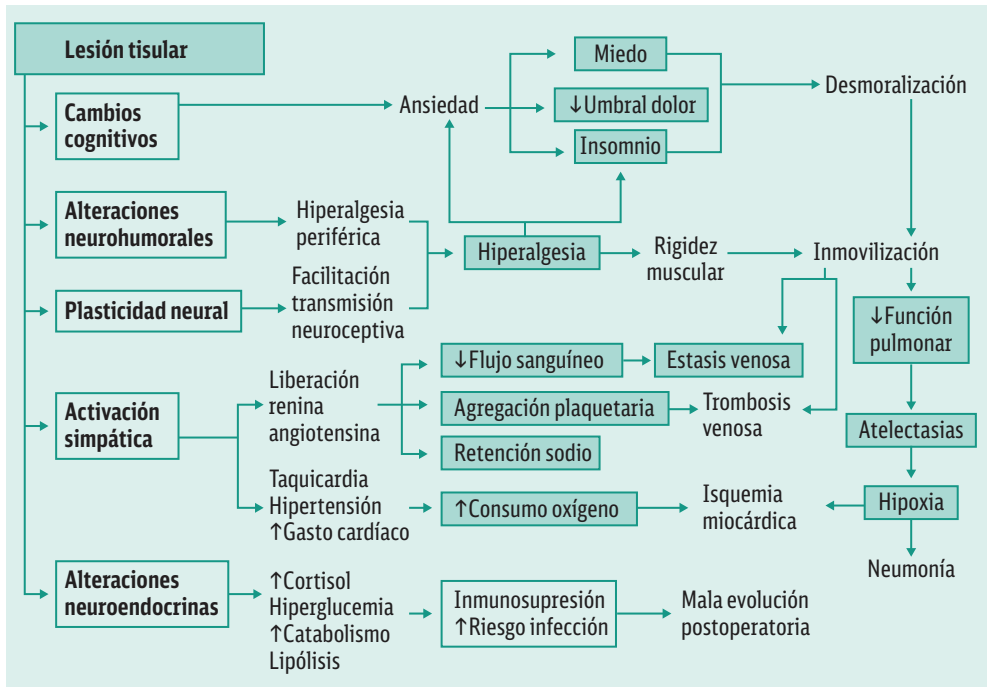 Lesión tisular
Cambios
cognitivos
Ansiedad
Miedo
↓Umbral dolor
Insomnio
Desmoralización
Alteraciones
neurohumorales
Hiperalgesia
periférica
Plasticidad neural
Facilitación
transmisión
neuroceptiva
Hiperalgesia
Rigidez
muscular
Inmovilización
↓Función
pulmonar
Activación
simpática
Liberación
renina
angiotensina
↓Flujo sanguíneo
Estasis venosa
Agregación plaquetaria
Trombosis
venosa
Retención sodio
Atelectasias
Taquicardia
Hipertensión
↑Gasto cardíaco
↑Consumo oxígeno
Isquemia
miocárdica
Hipoxia
Neumonía
Alteraciones
neuroendocrinas
↑Cortisol
Hiperglucemia
↑Catabolismo
Lipólisis
Inmunosupresión
↑Riesgo infección
Mala evolución
postoperatoria